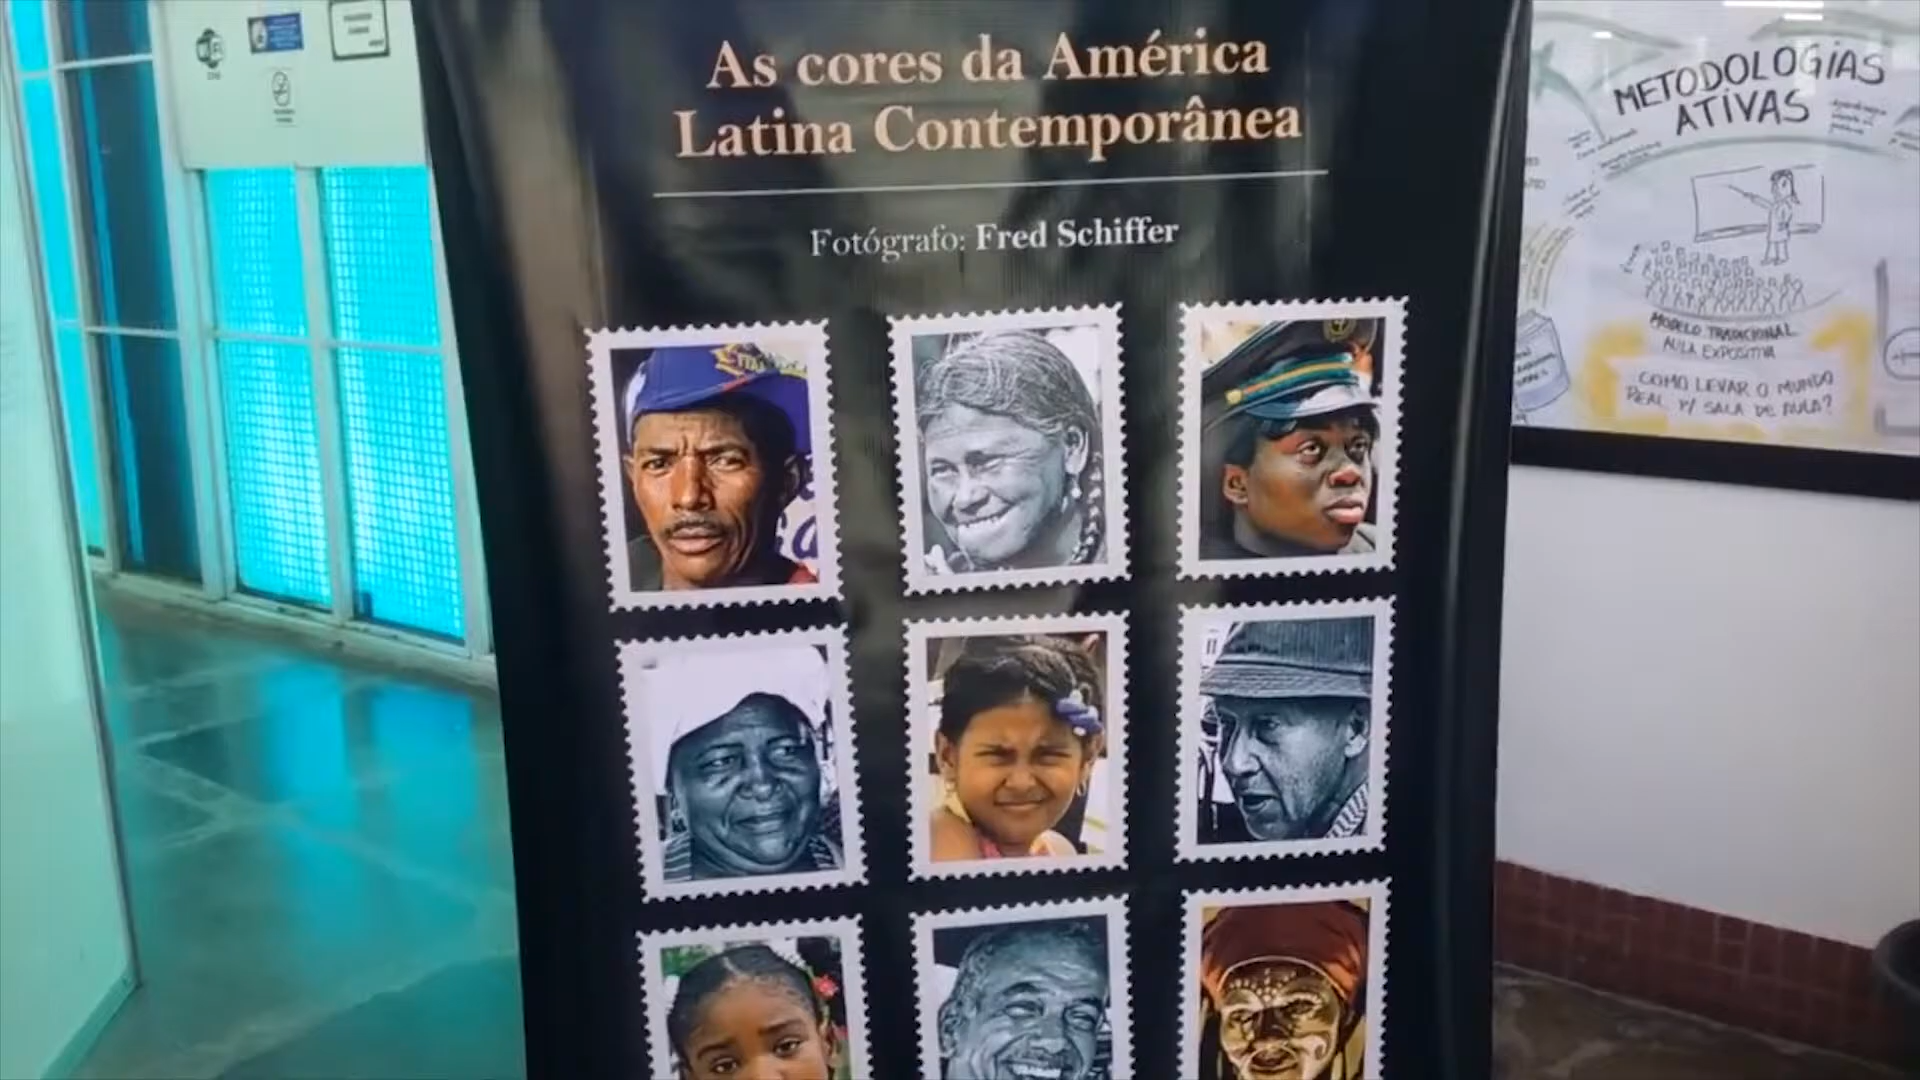 As cores da América
Latina Contemporânea
Fotógrafo: Fred Schiffer
METODOLOGIAS
ATIVAS
MODELO TRADICIONAL
AULA EXPOSITIVA
COMO LEVAR O MUNDO
REAL P/ SALA DE AULA?